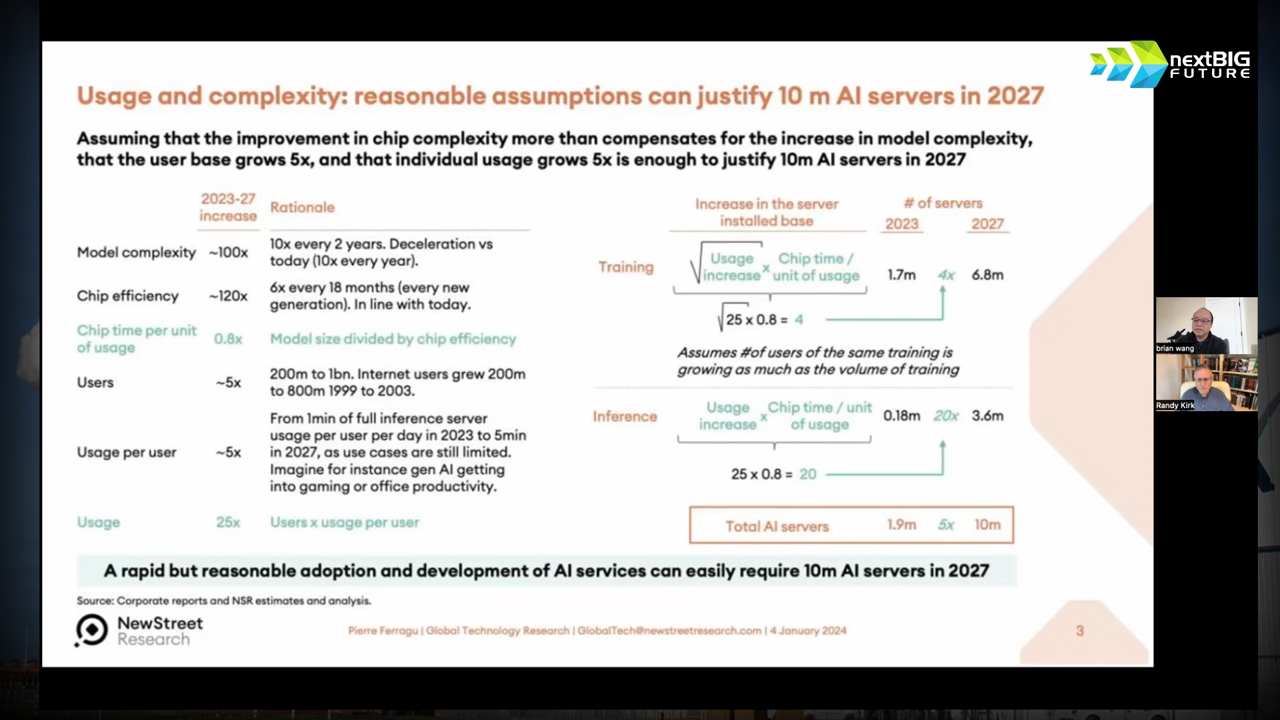 nextBIG
FUTURE
Usage and complexity: reasonable assumptions can justify 10 m AI servers in 2027
Assuming that the improvement in chip complexity more than compensates for the increase in model complexity,
that the user base grows 5x, and that individual usage grows 5x is enough to justify 10m AI servers in 2027
2023-27
increase
Rationale
Model complexity ~100x
10x every 2 years. Deceleration vs
today (10x every year).
Chip efficiency ~120x
6x every 18 months (every new
generation). In line with today.
Chip time per unit
of usage
0.8x Model size divided by chip efficiency
Users ~5x
200m to 1bn. Internet users grew 200m
to 800m 1999 to 2003.
Usage per user ~5x
From 1min of full inference server
usage per user per day in 2023 to 5min
in 2027, as use cases are still limited.
Imagine for instance gen AI getting
into gaming or office productivity.
Usage 25x Users x usage per user
Increase in the server
installed base
# of servers
2023 2027
Training
√ Usage
increase
x
Chip time /
unit of usage
1.7m 4x 6.8m
√25 x 0.8 = 4
Assumes #of users of the same training is
growing as much as the volume of training
Inference
Usage
increase
x
Chip time / unit
of usage
0.18m 20x 3.6m
25 x 0.8 = 20
Total AI servers 1.9m 5x 10m
A rapid but reasonable adoption and development of AI services can easily require 10m AI servers in 2027
Source: Corporate reports and NSR estimates and analysis.
NewStreet
Research
Pierre Ferragu | Global Technology Research | GlobalTech@newstreetresearch.com | 4 January 2024
3
brian wang
Randy Kirk